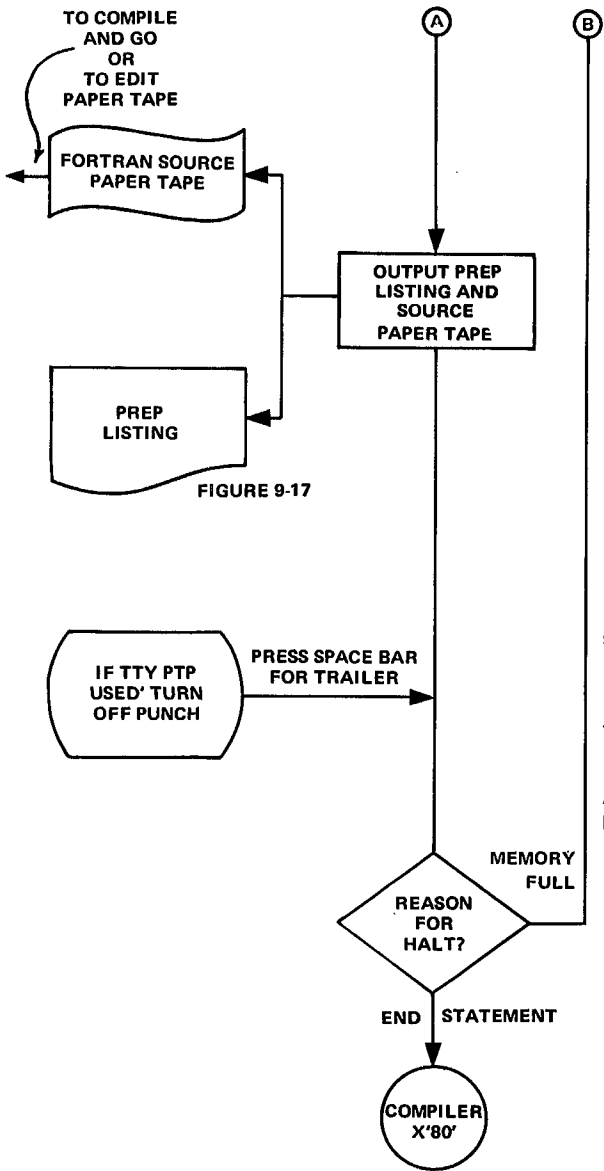 TO COMPILE
AND GO
OR
TO EDIT
PAPER TAPE
A
B
FORTRAN SOURCE
PAPER TAPE
OUTPUT PREP
LISTING AND
SOURCE
PAPER TAPE
PREP
LISTING
FIGURE 9-17
IF TTY PTP
USED' TURN
OFF PUNCH
PRESS SPACE BAR
FOR TRAILER
MEMORY
FULL
REASON
FOR
HALT?
END STATEMENT
COMPILER
X'80'